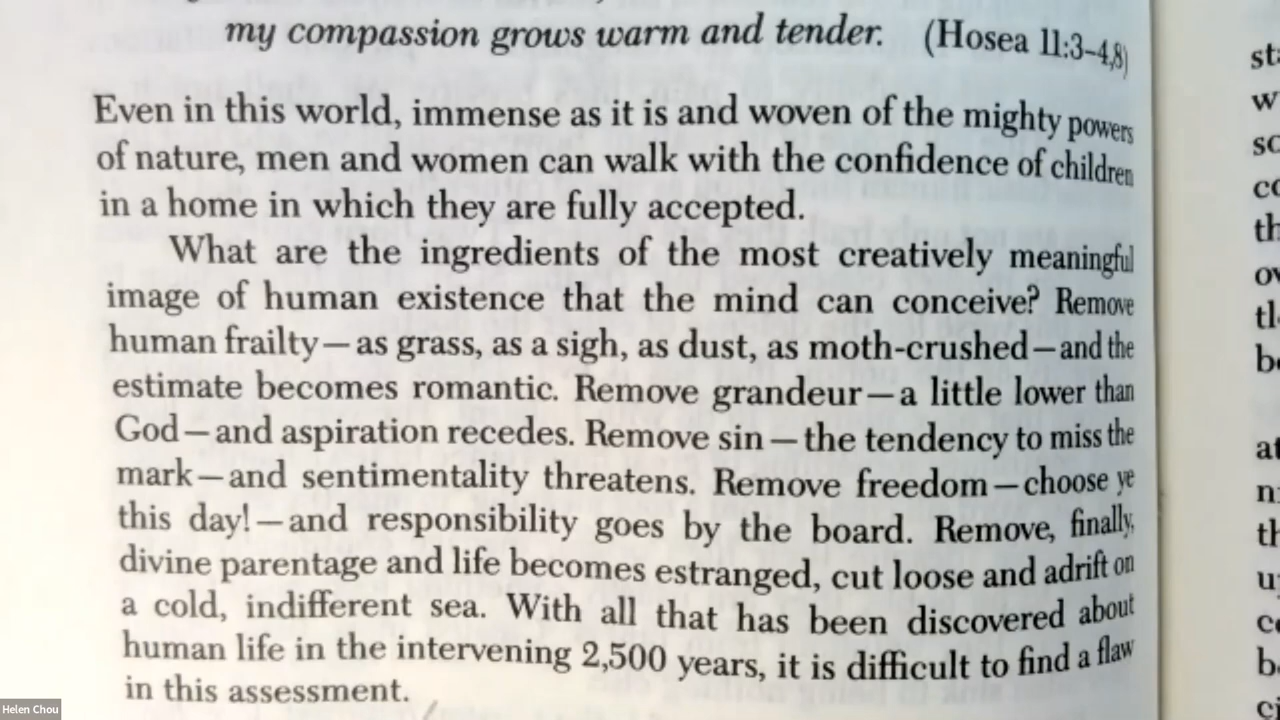 my compassion grows warm and tender. (Hosea 11:3–4,8)
Even in this world, immense as it is and woven of the mighty powers
of nature, men and women can walk with the confidence of children
in a home in which they are fully accepted.
What are the ingredients of the most creatively meaningful
image of human existence that the mind can conceive? Remove
human frailty—as grass, as a sigh, as dust, as moth-crushed—and the
estimate becomes romantic. Remove grandeur—a little lower than
God—and aspiration recedes. Remove sin—the tendency to miss the
mark—and sentimentality threatens. Remove freedom—choose ye
this day!—and responsibility goes by the board. Remove, finally,
divine parentage and life becomes estranged, cut loose and adrift on
a cold, indifferent sea. With all that has been discovered about
human life in the intervening 2,500 years, it is difficult to find a flaw
in this assessment.
Helen Chou